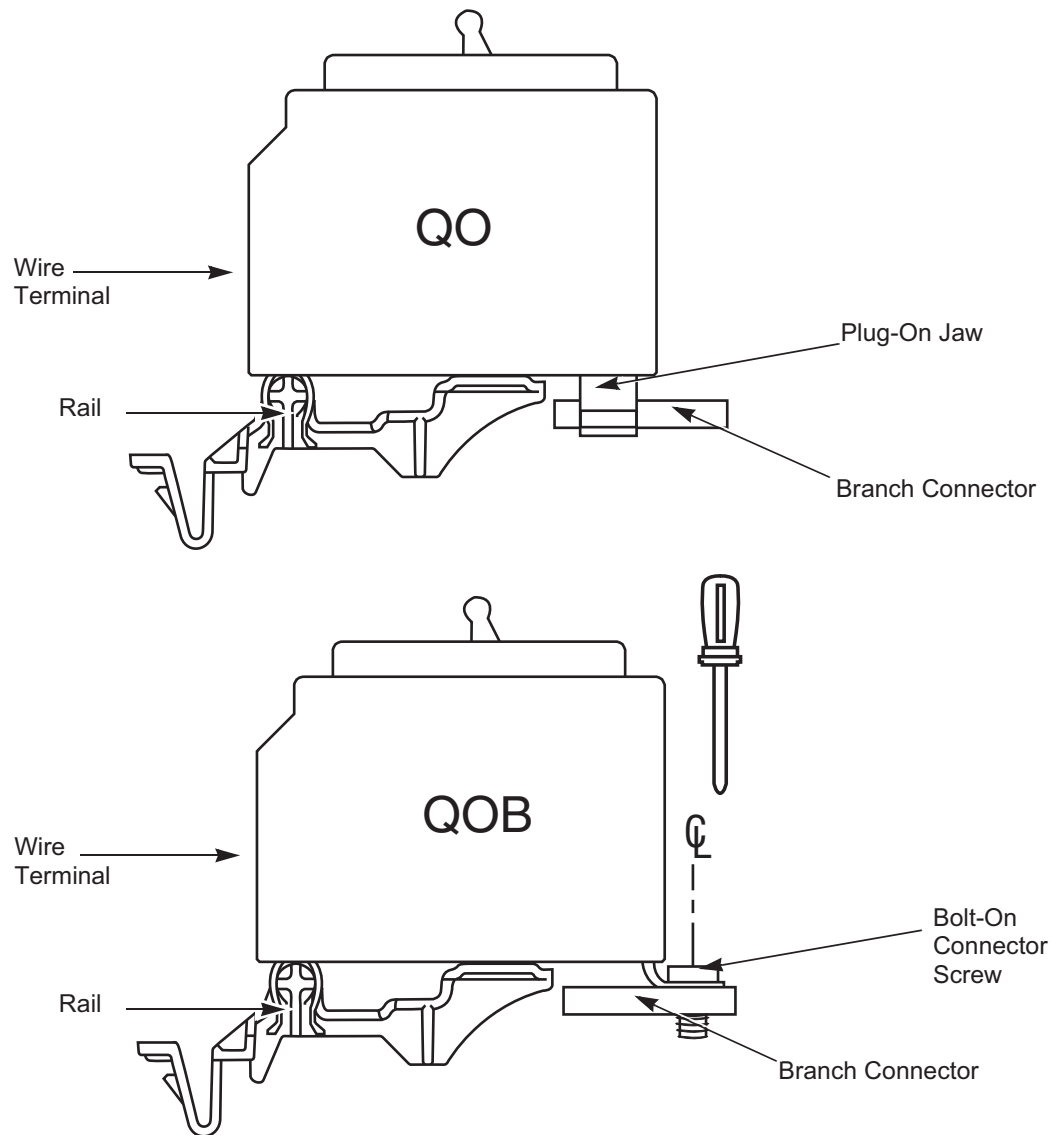 QO
Wire
Terminal
Plug-On Jaw
Rail
Branch Connector
QOB
℄
Wire
Terminal
Bolt-On
Connector
Screw
Rail
Branch Connector